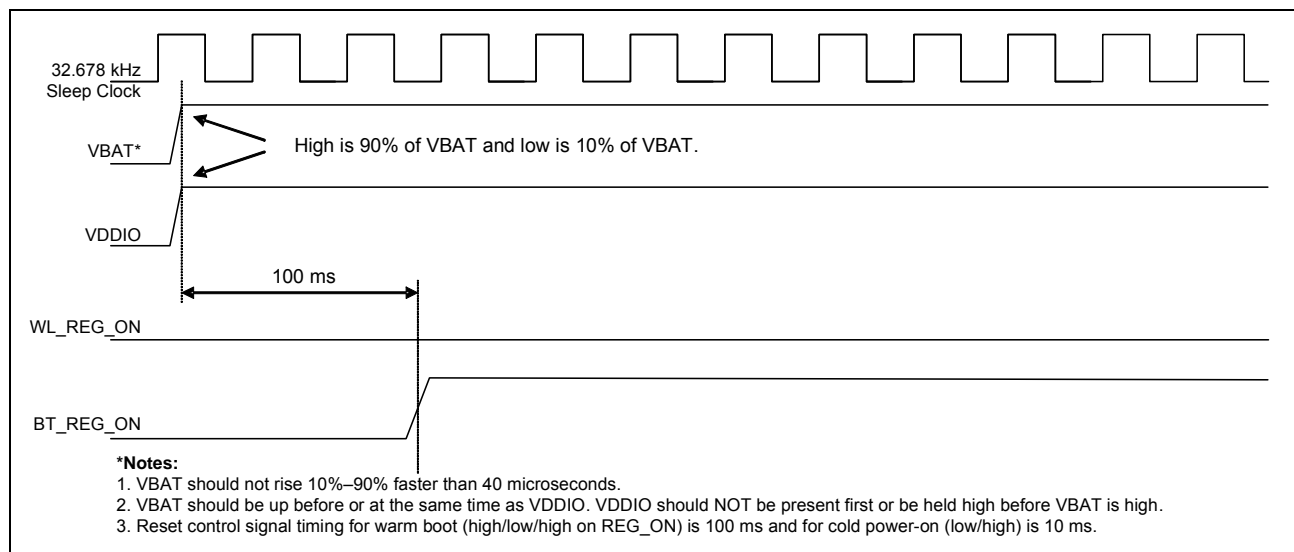 32.678 kHz
Sleep Clock
High is 90% of VBAT and low is 10% of VBAT.
VBAT*
VDDIO
100 ms
WL_REG_ON
BT_REG_ON
*Notes:
1. VBAT should not rise 10%–90% faster than 40 microseconds.
2. VBAT should be up before or at the same time as VDDIO. VDDIO should NOT be present first or be held high before VBAT is high.
3. Reset control signal timing for warm boot (high/low/high on REG_ON) is 100 ms and for cold power-on (low/high) is 10 ms.